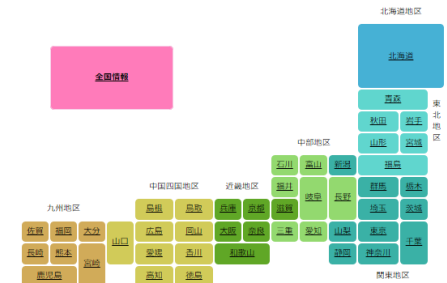 北海道地区
北海道
全国情報
青森
東北地区
秋田 岩手
山形 宮城
中部地区
石川 富山 新潟 福島
福井 岐阜 長野 群馬 栃木
中国四国地区 近畿地区
埼玉 茨城
九州地区
島根 鳥取 兵庫 京都 滋賀
佐賀 福岡 大分 山口 広島 岡山 大阪 奈良 三重 愛知 山梨 東京 千葉
長崎 熊本 宮崎 愛媛 香川 和歌山 静岡 神奈川
鹿児島 高知 徳島
関東地区